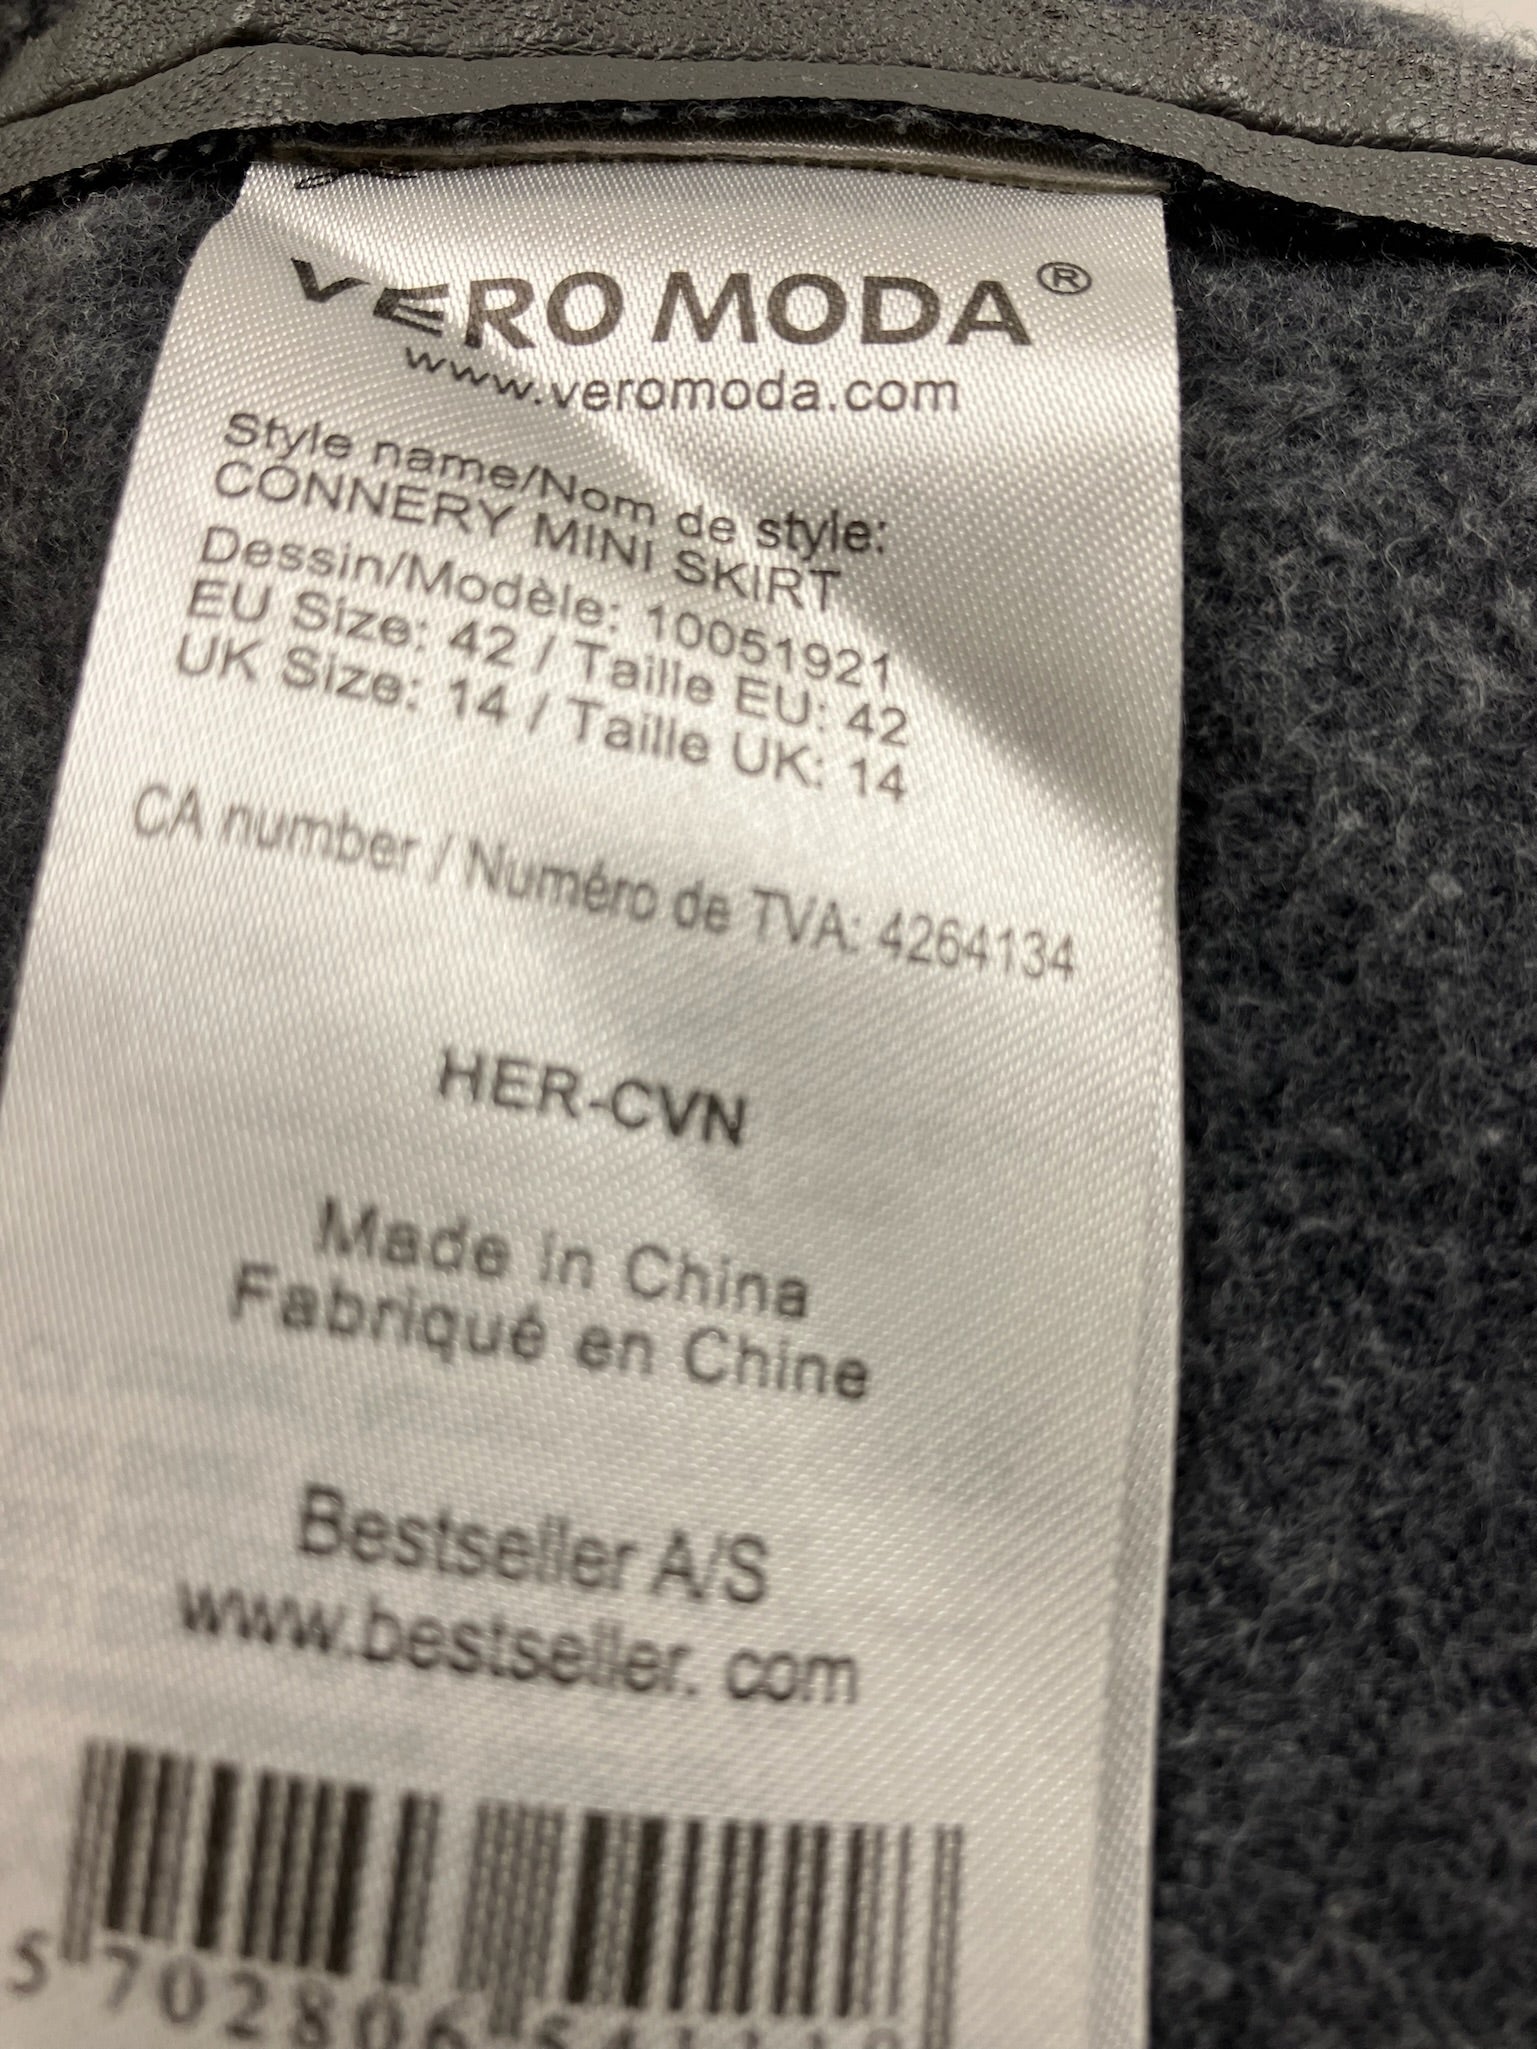 VERO MODA®
www.veromoda.com
Style name/Nom de style:
CONNERY MINI SKIRT
Dessin/Modèle: 10051921
EU Size: 42 / Taille EU: 42
UK Size: 14 / Taille UK: 14
CA number / Numéro de TVA: 4264134
HER-CVN
Made in China
Fabriqué en Chine
Bestseller A/S
www.bestseller. com
5 702806